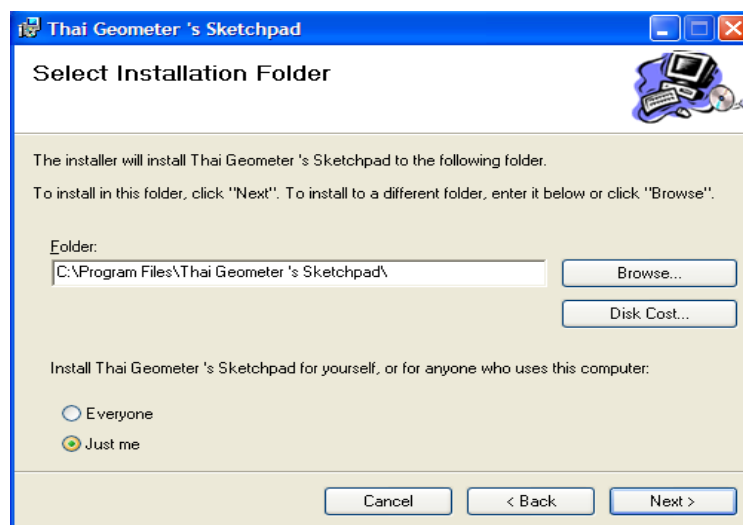 Thai Geometer 's Sketchpad
Select Installation Folder
The installer will install Thai Geometer 's Sketchpad to the following folder.
To install in this folder, click "Next". To install to a different folder, enter it below or click "Browse".
Folder:
C:\Program Files\Thai Geometer 's Sketchpad\
Browse...
Disk Cost...
Install Thai Geometer 's Sketchpad for yourself, or for anyone who uses this computer:
Everyone
Just me
Cancel
< Back
Next >